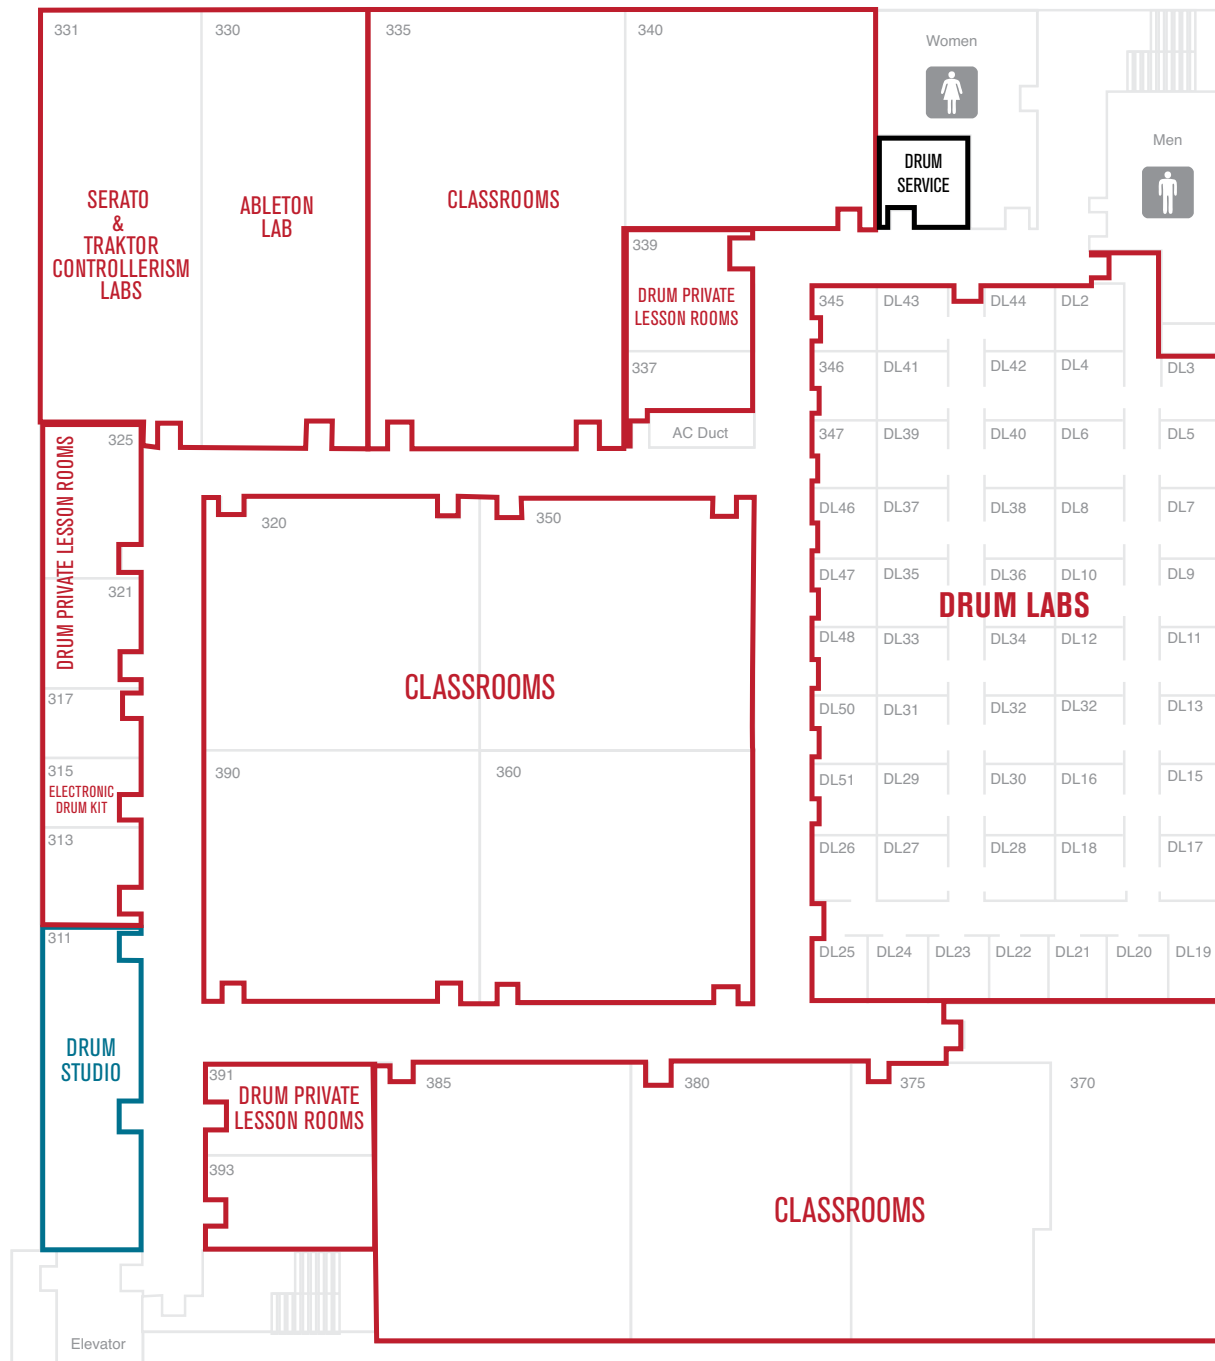 331
330
335
340
Women
DRUM
SERVICE
Men
SERATO
&
TRAKTOR
CONTROLLERISM
LABS
ABLETON
LAB
CLASSROOMS
339
DRUM PRIVATE
LESSON ROOMS
337
AC Duct
345
DL43
DL44
DL2
346
DL41
DL42
DL4
DL3
347
DL39
DL40
DL6
DL5
DL46
DL37
DL38
DL8
DL7
DL47
DL35
DL36
DL10
DL9
DRUM LABS
DL48
DL33
DL34
DL12
DL11
DL50
DL31
DL32
DL32
DL13
DL51
DL29
DL30
DL16
DL15
DL26
DL27
DL28
DL18
DL17
DL25
DL24
DL23
DL22
DL21
DL20
DL19
325
DRUM PRIVATE LESSON ROOMS
321
317
315
ELECTRONIC
DRUM KIT
313
320
350
CLASSROOMS
390
360
311
DRUM
STUDIO
391
DRUM PRIVATE
LESSON ROOMS
393
385
380
375
370
CLASSROOMS
Elevator